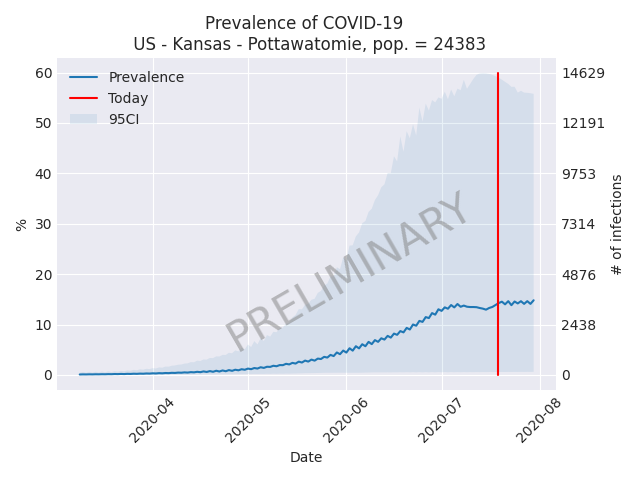 Prevalence of COVID-19
US - Kansas - Pottawatomie, pop. = 24383
Prevalence
Today
95CI
PRELIMINARY
60
50
40
30
20
10
0
%
14629
12191
9753
7314
4876
2438
0
# of infections
2020-04
2020-05
2020-06
2020-07
2020-08
Date